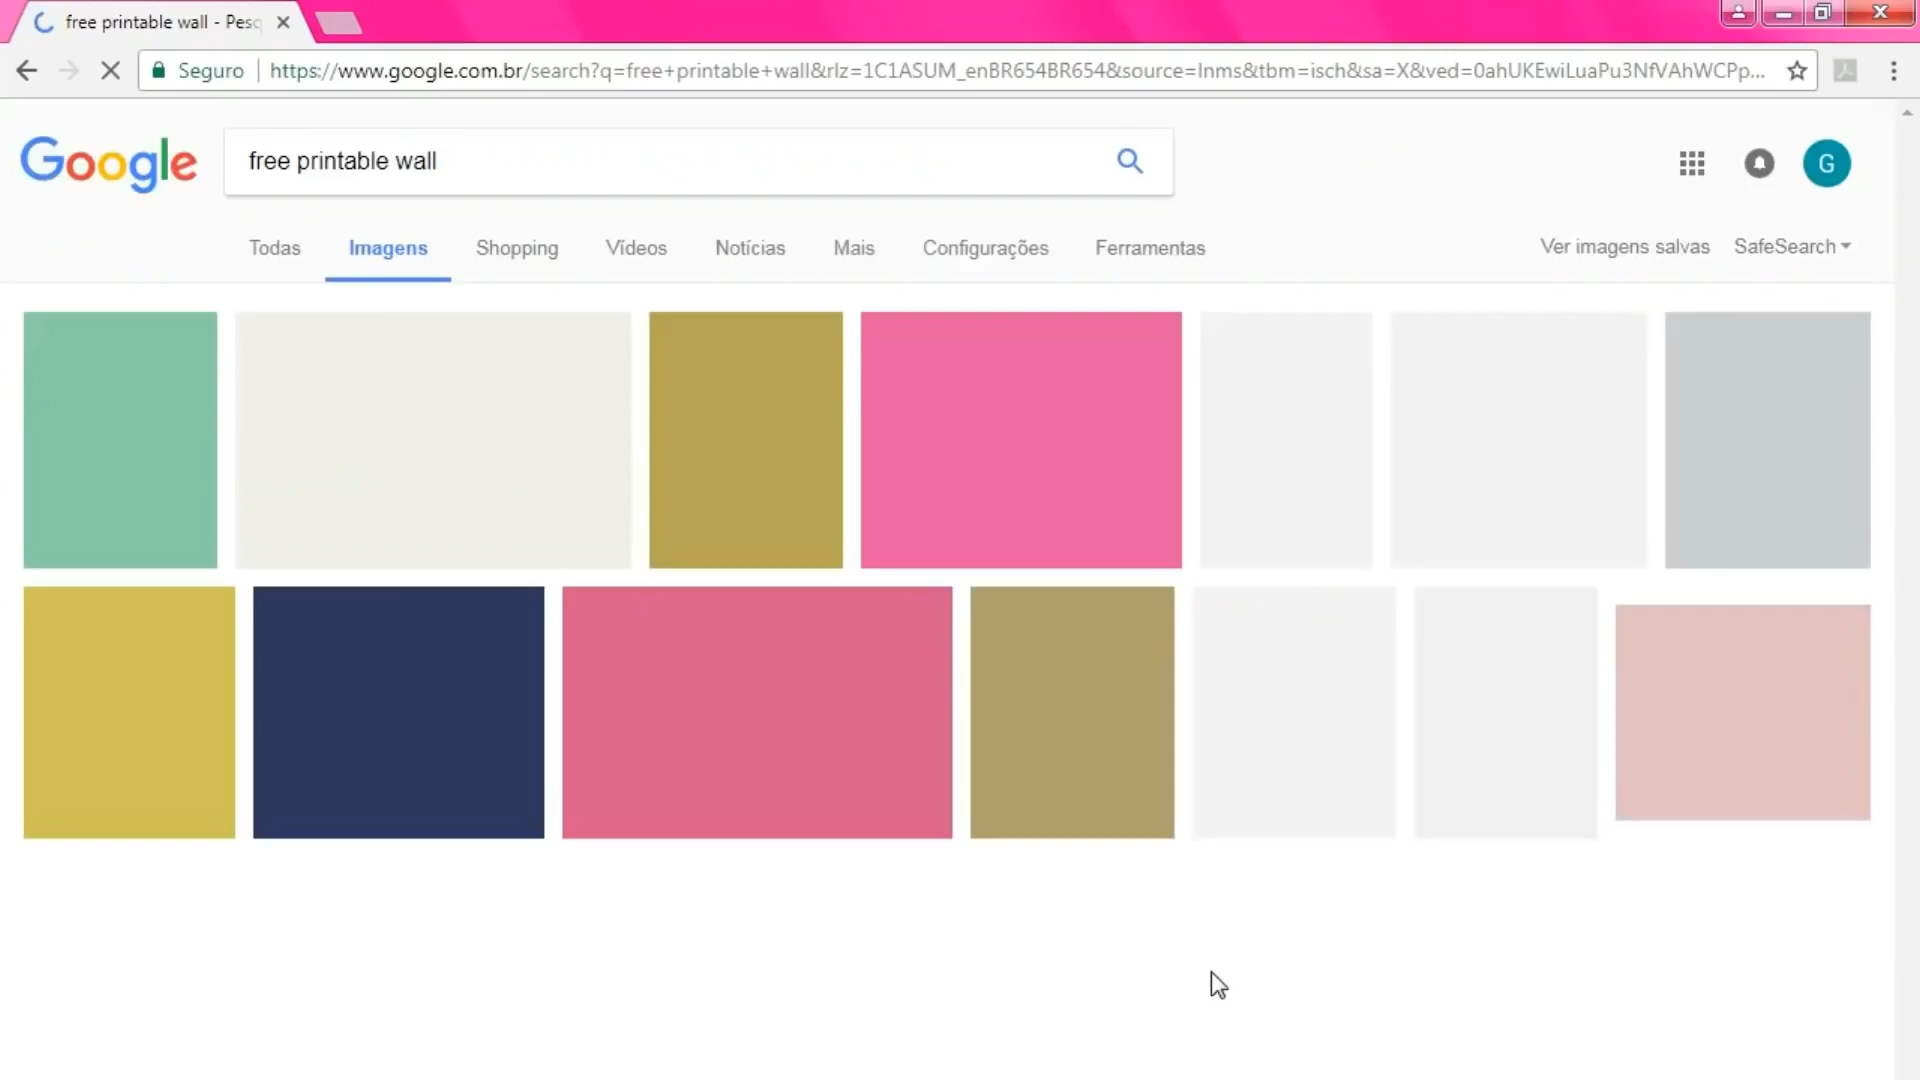 free printable wall - Pesq
Seguro
https://www.google.com.br/search?q=free+printable+wall&rlz=1C1ASUM_enBR654BR654&source=lnms&tbm=isch&sa=X&ved=0ahUKEwiLuaPu3NfVAhWCPp...
Google
free printable wall
G
Todas
Imagens
Shopping
Vídeos
Notícias
Mais
Configurações
Ferramentas
Ver imagens salvas
SafeSearch